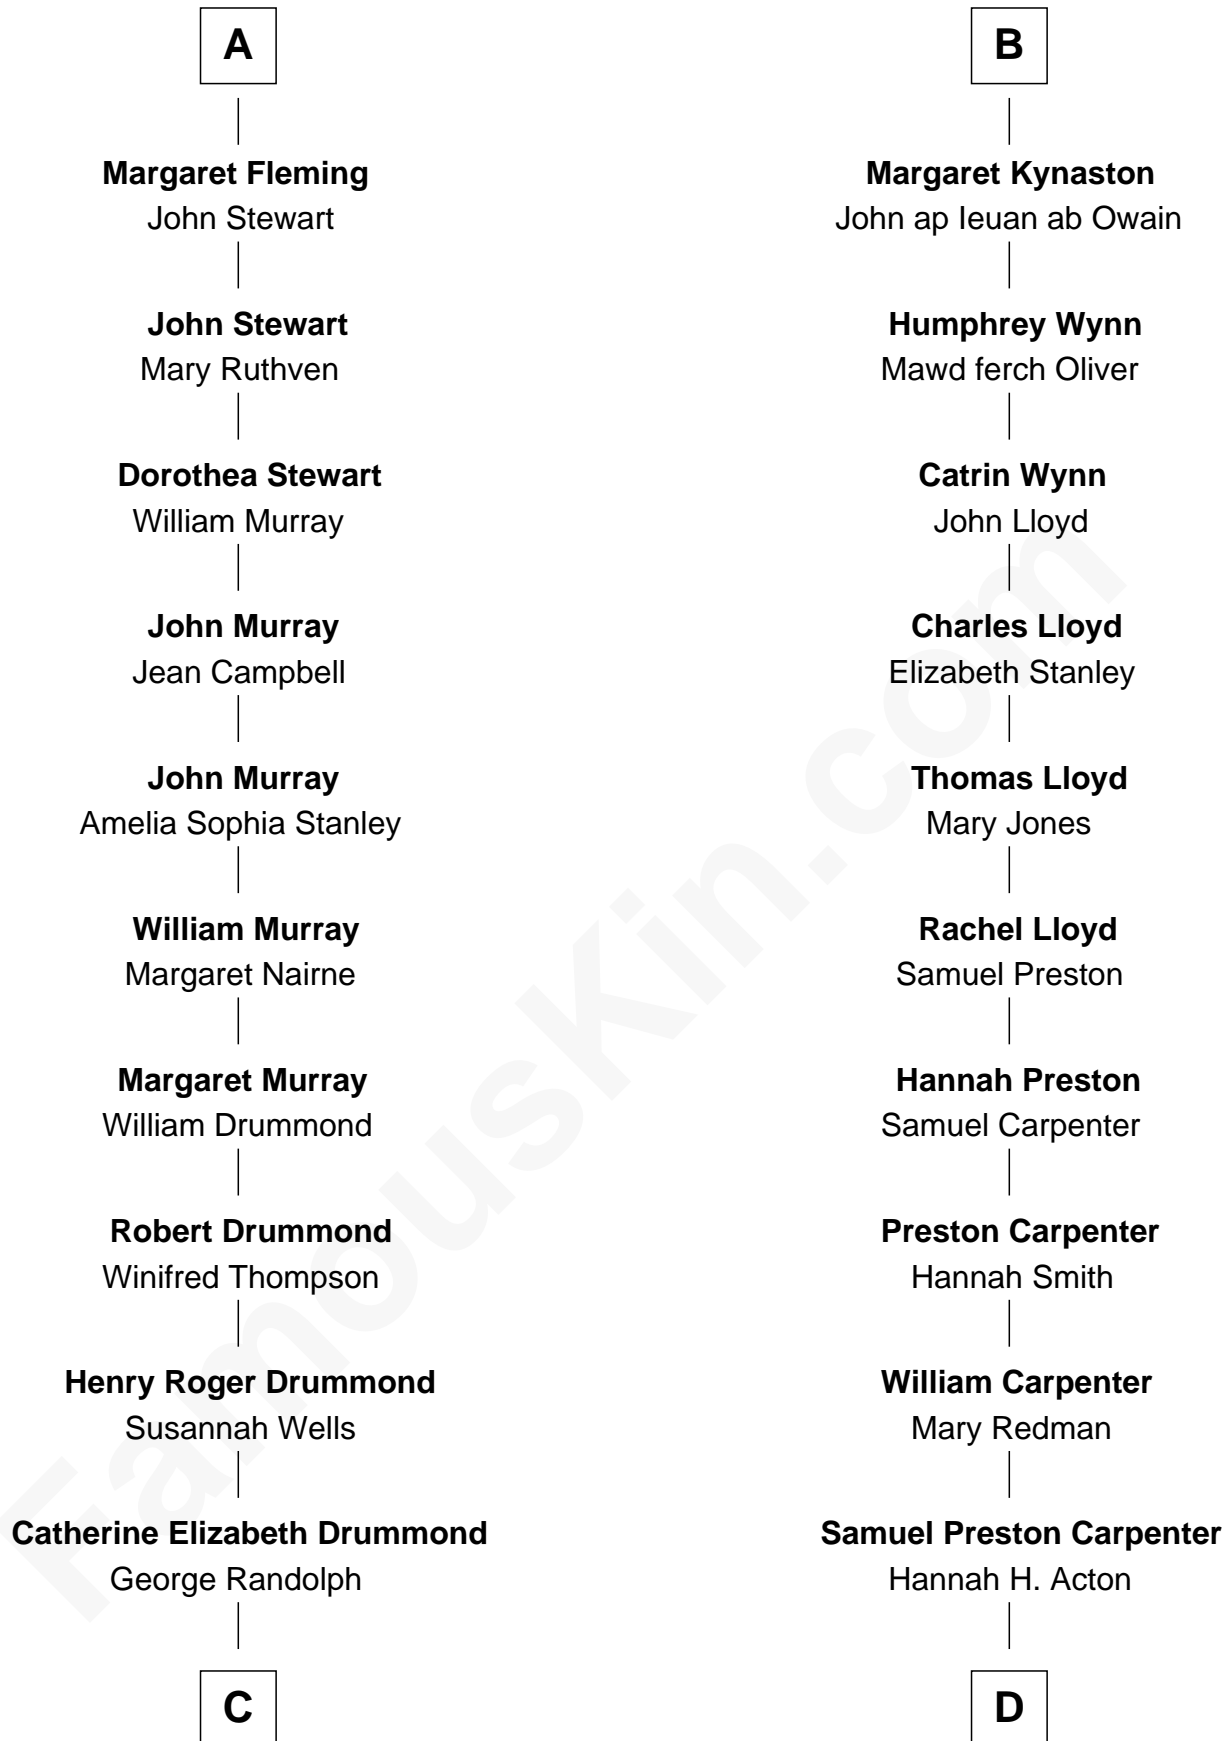 A
Margaret Fleming
John Stewart
John Stewart
Mary Ruthven
Dorothea Stewart
William Murray
John Murray
Jean Campbell
John Murray
Amelia Sophia Stanley
William Murray
Margaret Nairne
Margaret Murray
William Drummond
Robert Drummond
Winifred Thompson
Henry Roger Drummond
Susannah Wells
Catherine Elizabeth Drummond
George Randolph
C
B
Margaret Kynaston
John ap Ieuan ab Owain
Humphrey Wynn
Mawd ferch Oliver
Catrin Wynn
John Lloyd
Charles Lloyd
Elizabeth Stanley
Thomas Lloyd
Mary Jones
Rachel Lloyd
Samuel Preston
Hannah Preston
Samuel Carpenter
Preston Carpenter
Hannah Smith
William Carpenter
Mary Redman
Samuel Preston Carpenter
Hannah H. Acton
D
FamousKin.com